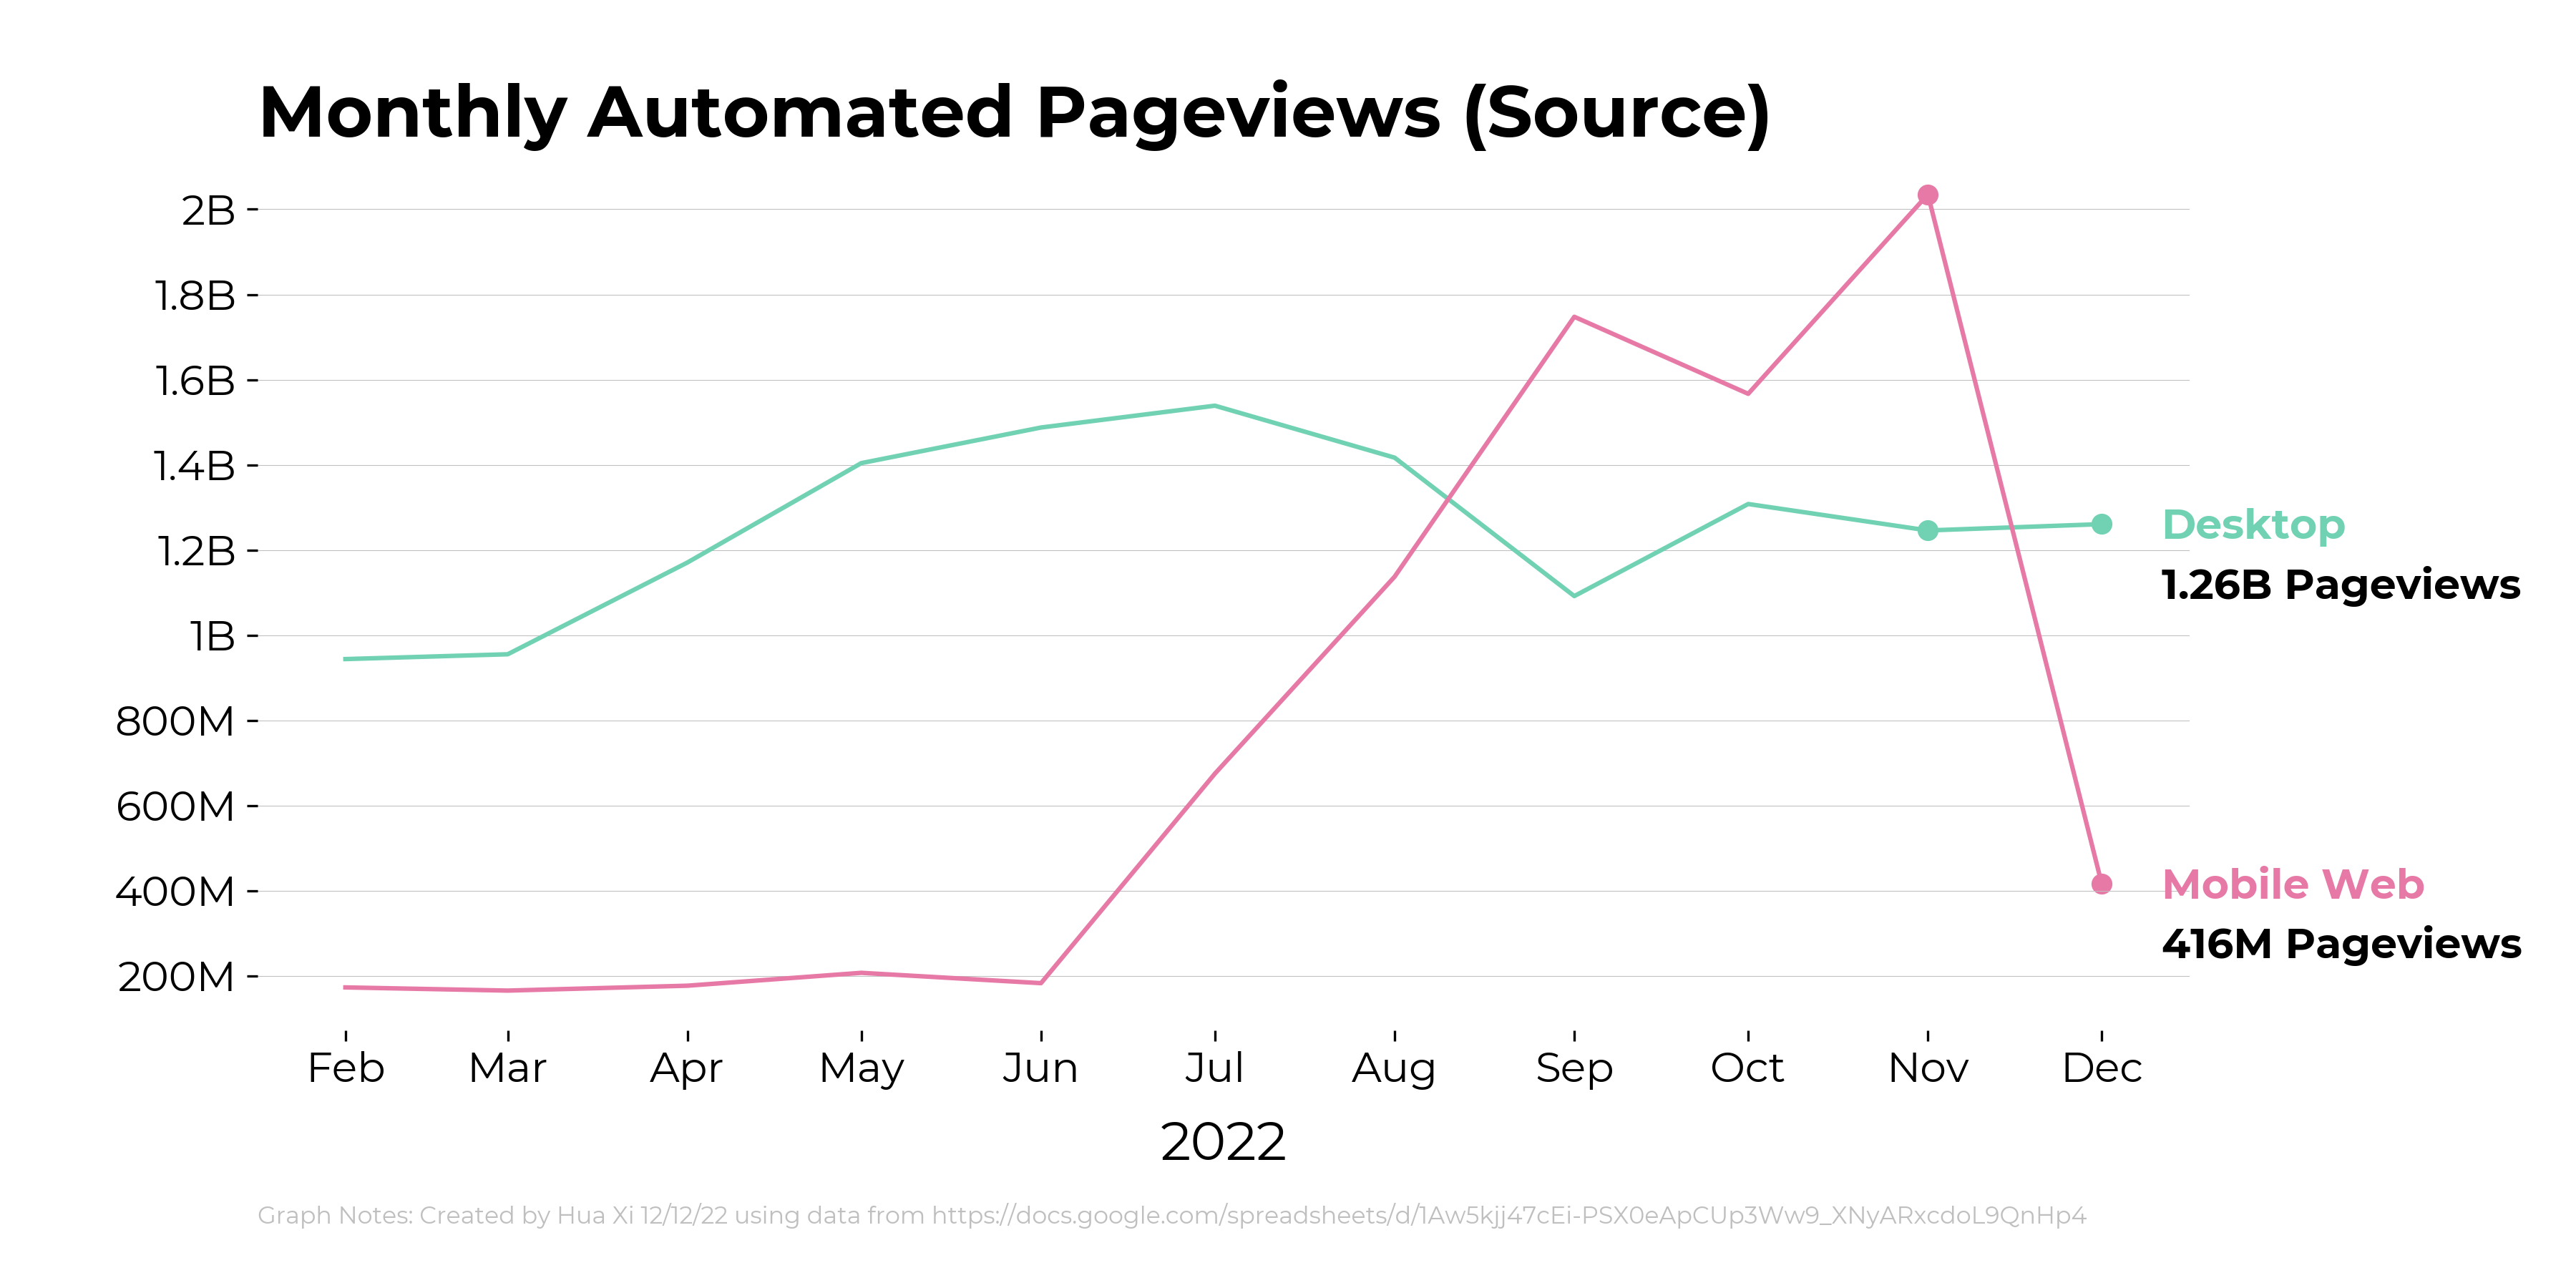 Monthly Automated Pageviews (Source)
2B
1.8B
1.6B
1.4B
1.2B
1B
800M
600M
400M
200M
Desktop
1.26B Pageviews
Mobile Web
416M Pageviews
Feb Mar Apr May Jun Jul Aug Sep Oct Nov Dec
2022
Graph Notes: Created by Hua Xi 12/12/22 using data from https://docs.google.com/spreadsheets/d/1Aw5kjj47cEi-PSX0eApCUp3Ww9_XNyARxcdoL9QnHp4